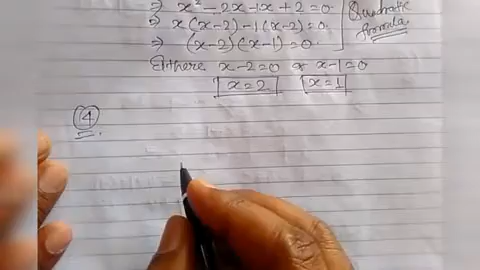 ⇒ x² - 2x - 1x + 2 = 0.
⇒ x(x-2) - 1(x-2) = 0.
⇒ (x-2) (x-1) = 0.
Quadratic
formula
Eithere x-2=0 or x-1=0
x=2 x=1
4